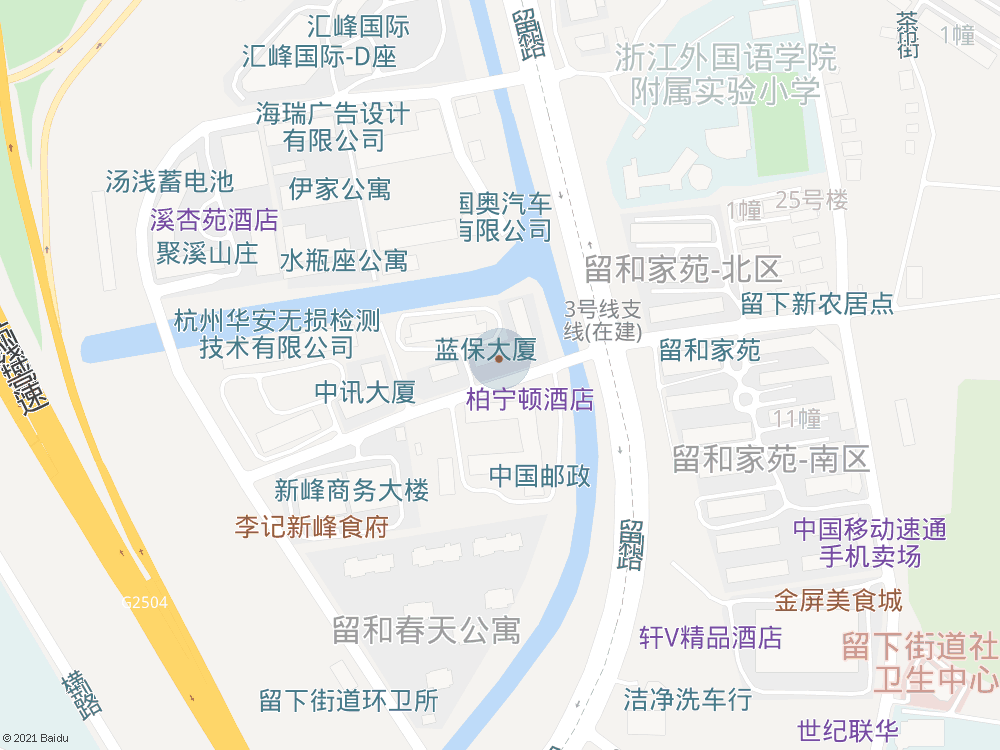 汇峰国际
汇峰国际-D座
留和路
茶街
1幢
浙江外国语学院
附属实验小学
海瑞广告设计
有限公司
汤浅蓄电池
伊家公寓
国奥汽车
有限公司
溪杏苑酒店
聚溪山庄
水瓶座公寓
1幢
25号楼
留和家苑-北区
3号线支
线(在建)
留下新农居点
杭州华安无损检测
技术有限公司
蓝保大厦
留和家苑
中讯大厦
柏宁顿酒店
11幢
留和家苑-南区
中国邮政
新峰商务大楼
李记新峰食府
留和路
中国移动速通
手机卖场
G2504
金屏美食城
留和春天公寓
轩V精品酒店
留下街道社
卫生中心
留下街道环卫所
洁净洗车行
世纪联华
© 2021 Baidu